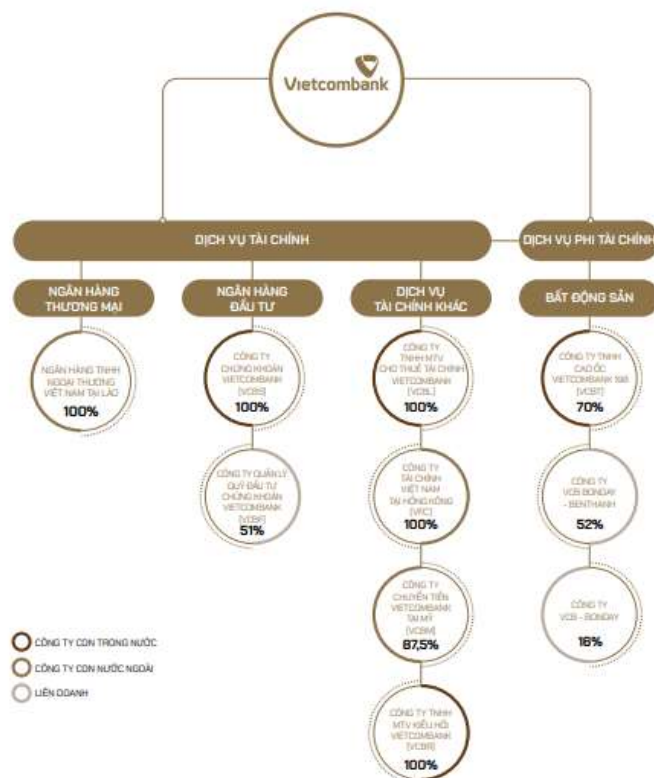 Vietcombank
DỊCH VỤ TÀI CHÍNH
DỊCH VỤ PHI TÀI CHÍNH
NGÂN HÀNG
THƯƠNG MẠI
NGÂN HÀNG
ĐẦU TƯ
DỊCH VỤ
TÀI CHÍNH KHÁC
BẤT ĐỘNG SẢN
NGÂN HÀNG TNHH
NGOẠI THƯƠNG
VIỆT NAM TẠI LÀO
100%
CÔNG TY
CHỨNG KHOÁN
VIETCOMBANK
(VCBS)
100%
CÔNG TY
TNHH MTV
CHO THUÊ TÀI CHÍNH
VIETCOMBANK
(VCBL)
100%
CÔNG TY TNHH
CAO ỐC
VIETCOMBANK 198
(VCBT)
70%
CÔNG TY QUẢN LÝ
QUỸ ĐẦU TƯ
CHỨNG KHOÁN
VIETCOMBANK
(VCBF)
51%
CÔNG TY
TÀI CHÍNH
VIỆT NAM
TẠI HỒNG KÔNG
(VFC)
100%
CÔNG TY
VCB BONDAY
- BENTHANH
52%
CÔNG TY
CHUYỂN TIỀN
VIETCOMBANK
TẠI MỸ
(VCBM)
87,5%
CÔNG TY
VCB - BONDAY
16%
CÔNG TY TNHH
MTV KIỀU HỐI
VIETCOMBANK
(VCBR)
100%
CÔNG TY CON TRONG NƯỚC
CÔNG TY CON NƯỚC NGOÀI
LIÊN DOANH